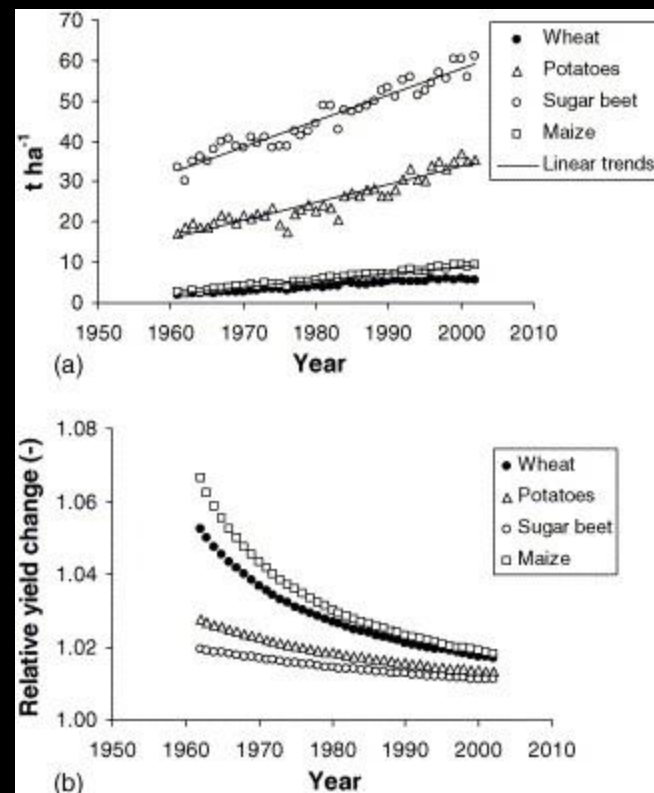 70
60
50
40
30
20
10
0
t ha⁻¹
1950 1960 1970 1980 1990 2000 2010
Year
(a)
Wheat
Potatoes
Sugar beet
Maize
Linear trends
1.08
1.06
1.04
1.02
1.00
Relative yield change (-)
1950 1960 1970 1980 1990 2000 2010
Year
(b)
Wheat
Potatoes
Sugar beet
Maize